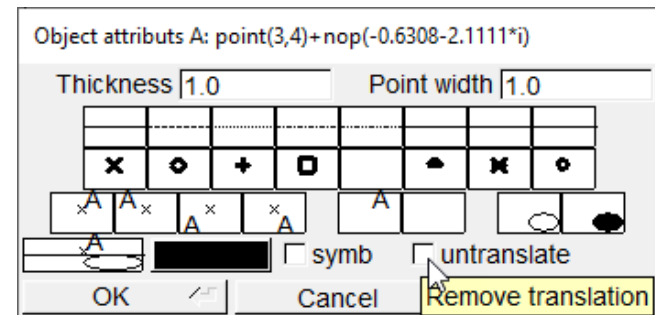 Object attributs A: point(3,4)+nop(-0.6308-2.1111*i)
Thickness 1.0 Point width 1.0
A A A
A A
A
symb untranslate
OK Cancel Remove translation